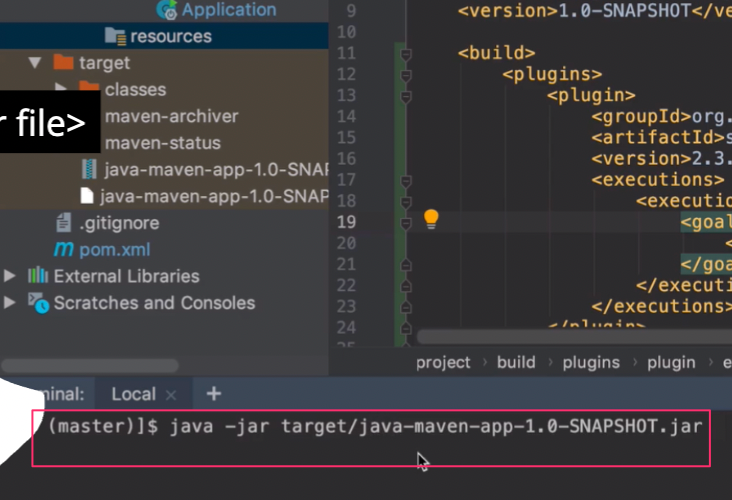 Application
resources
target
classes
maven-archiver
maven-status
java-maven-app-1.0-SNAP
java-maven-app-1.0-SNAP
.gitignore
pom.xml
External Libraries
Scratches and Consoles
file>
9 <version>1.0-SNAPSHOT</ve
10
11 <build>
12 <plugins>
13 <plugin>
14 <groupId>org.
15 <artifactId>s
16 <version>2.3.
17 <executions>
18 <executio
19 <goal
20 <
21 </goa
22 </executi
23 </executions>
24 </plugin>
25
project › build › plugins › plugin › e
minal: Local × +
(master)]$ java -jar target/java-maven-app-1.0-SNAPSHOT.jar